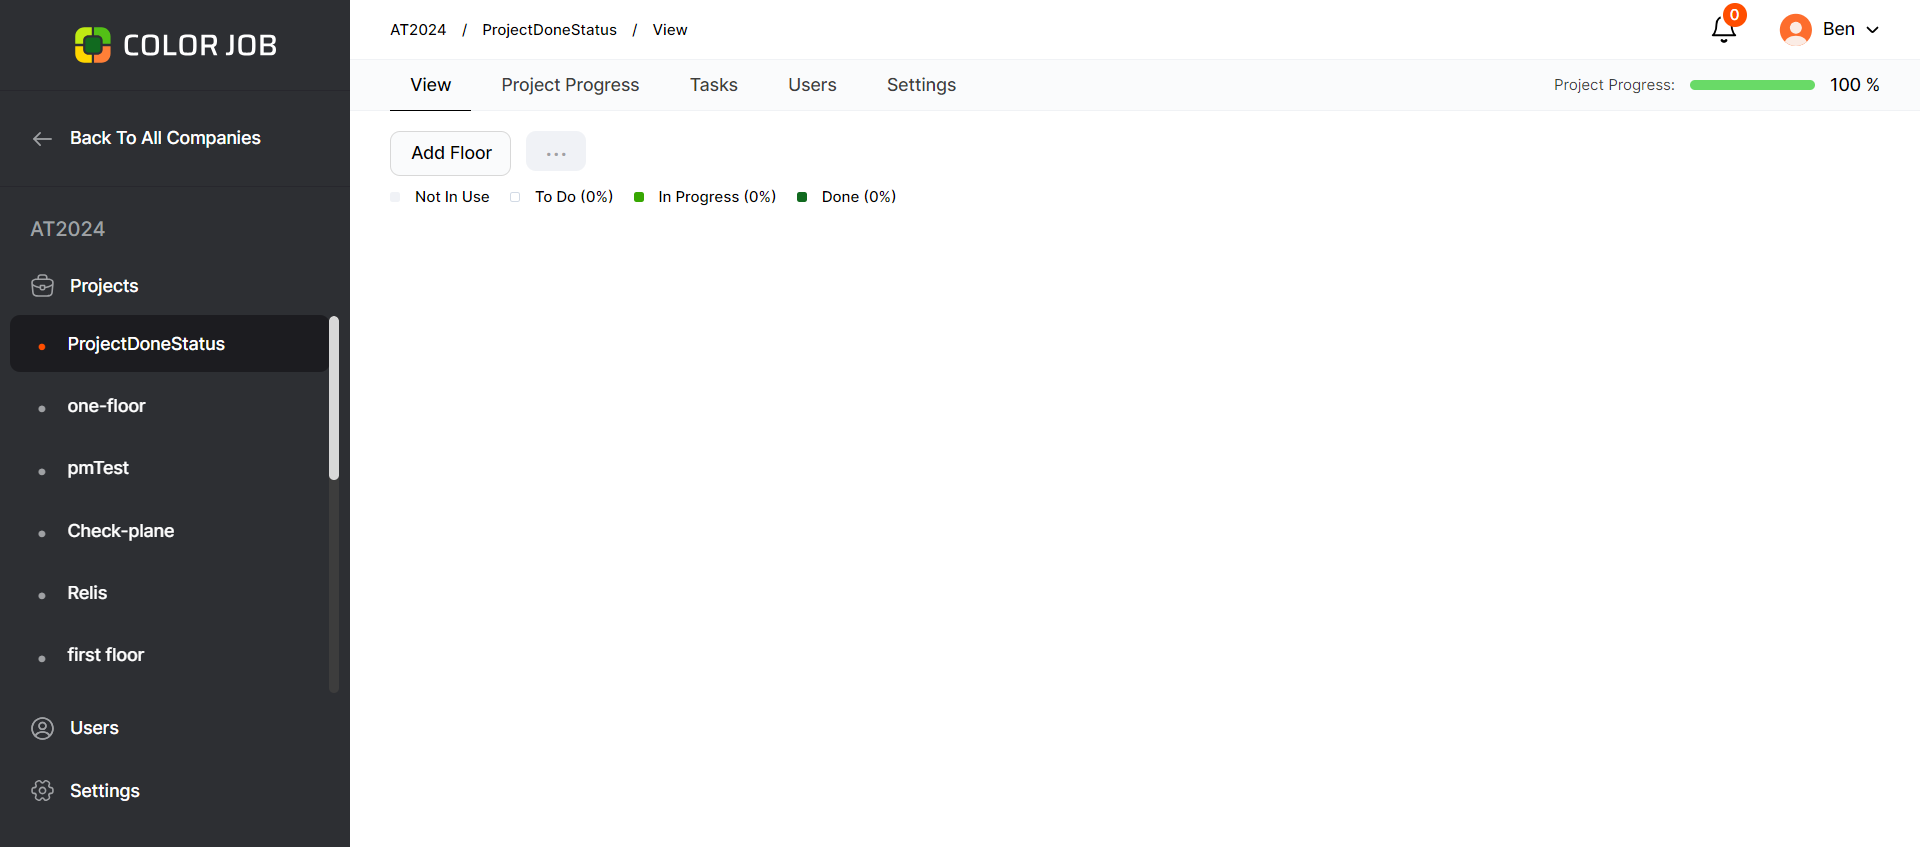 COLOR JOB
Back To All Companies
AT2024
Projects
ProjectDoneStatus
one-floor
pmTest
Check-plane
Relis
first floor
Users
Settings
AT2024 / ProjectDoneStatus / View
0
Ben
View Project Progress Tasks Users Settings
Project Progress: 100 %
Add Floor ...
Not In Use To Do (0%) In Progress (0%) Done (0%)